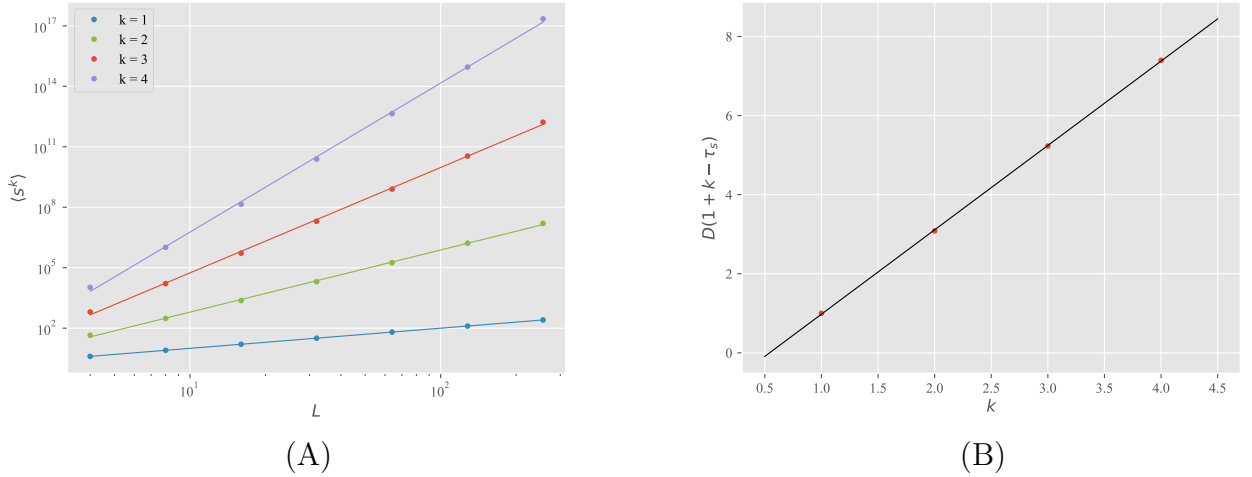 k = 1
k = 2
k = 3
k = 4
10^17
10^14
10^11
10^8
10^5
10^2
⟨s^k⟩
10^1
10^2
L
(A)
8
6
4
2
0
D(1 + k − τ_s)
0.5
1.0
1.5
2.0
2.5
3.0
3.5
4.0
4.5
k
(B)